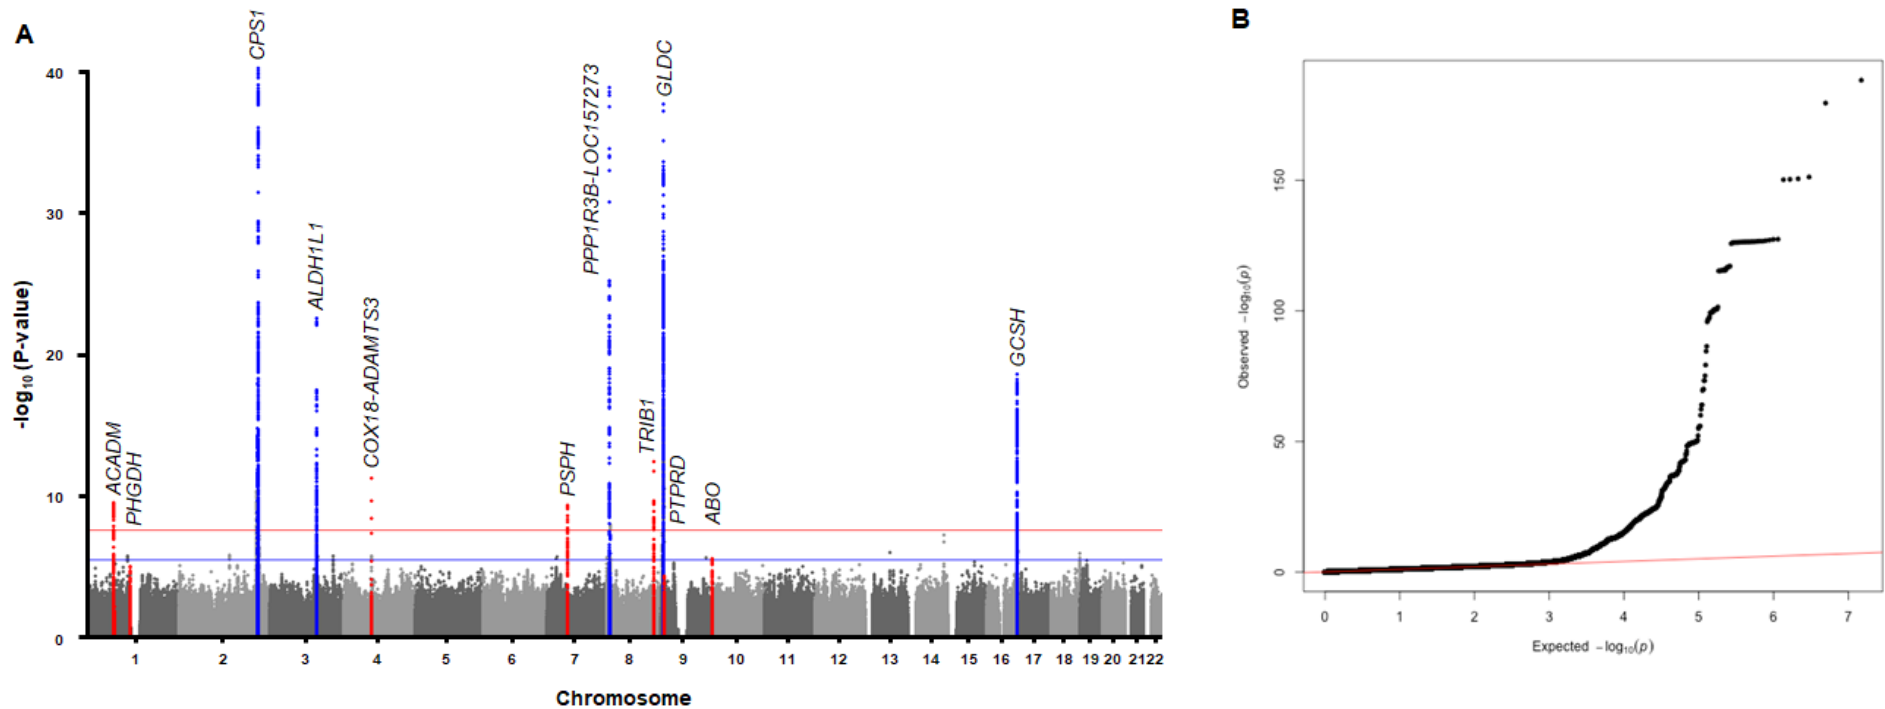 A
B
CPS1
GLDC
PPP1R3B-LOC157273
ALDH1L1
COX18-ADAMTS3
GCSH
TRIB1
ACADM
PHGDH
PSPH
PTPRD
ABO
40
30
20
10
0
-log10 (P-value)
1 2 3 4 5 6 7 8 9 10 11 12 13 14 15 16 17 18 19 20 21 22
Chromosome
150
100
50
0
Observed −log10(p)
0 1 2 3 4 5 6 7
Expected −log10(p)